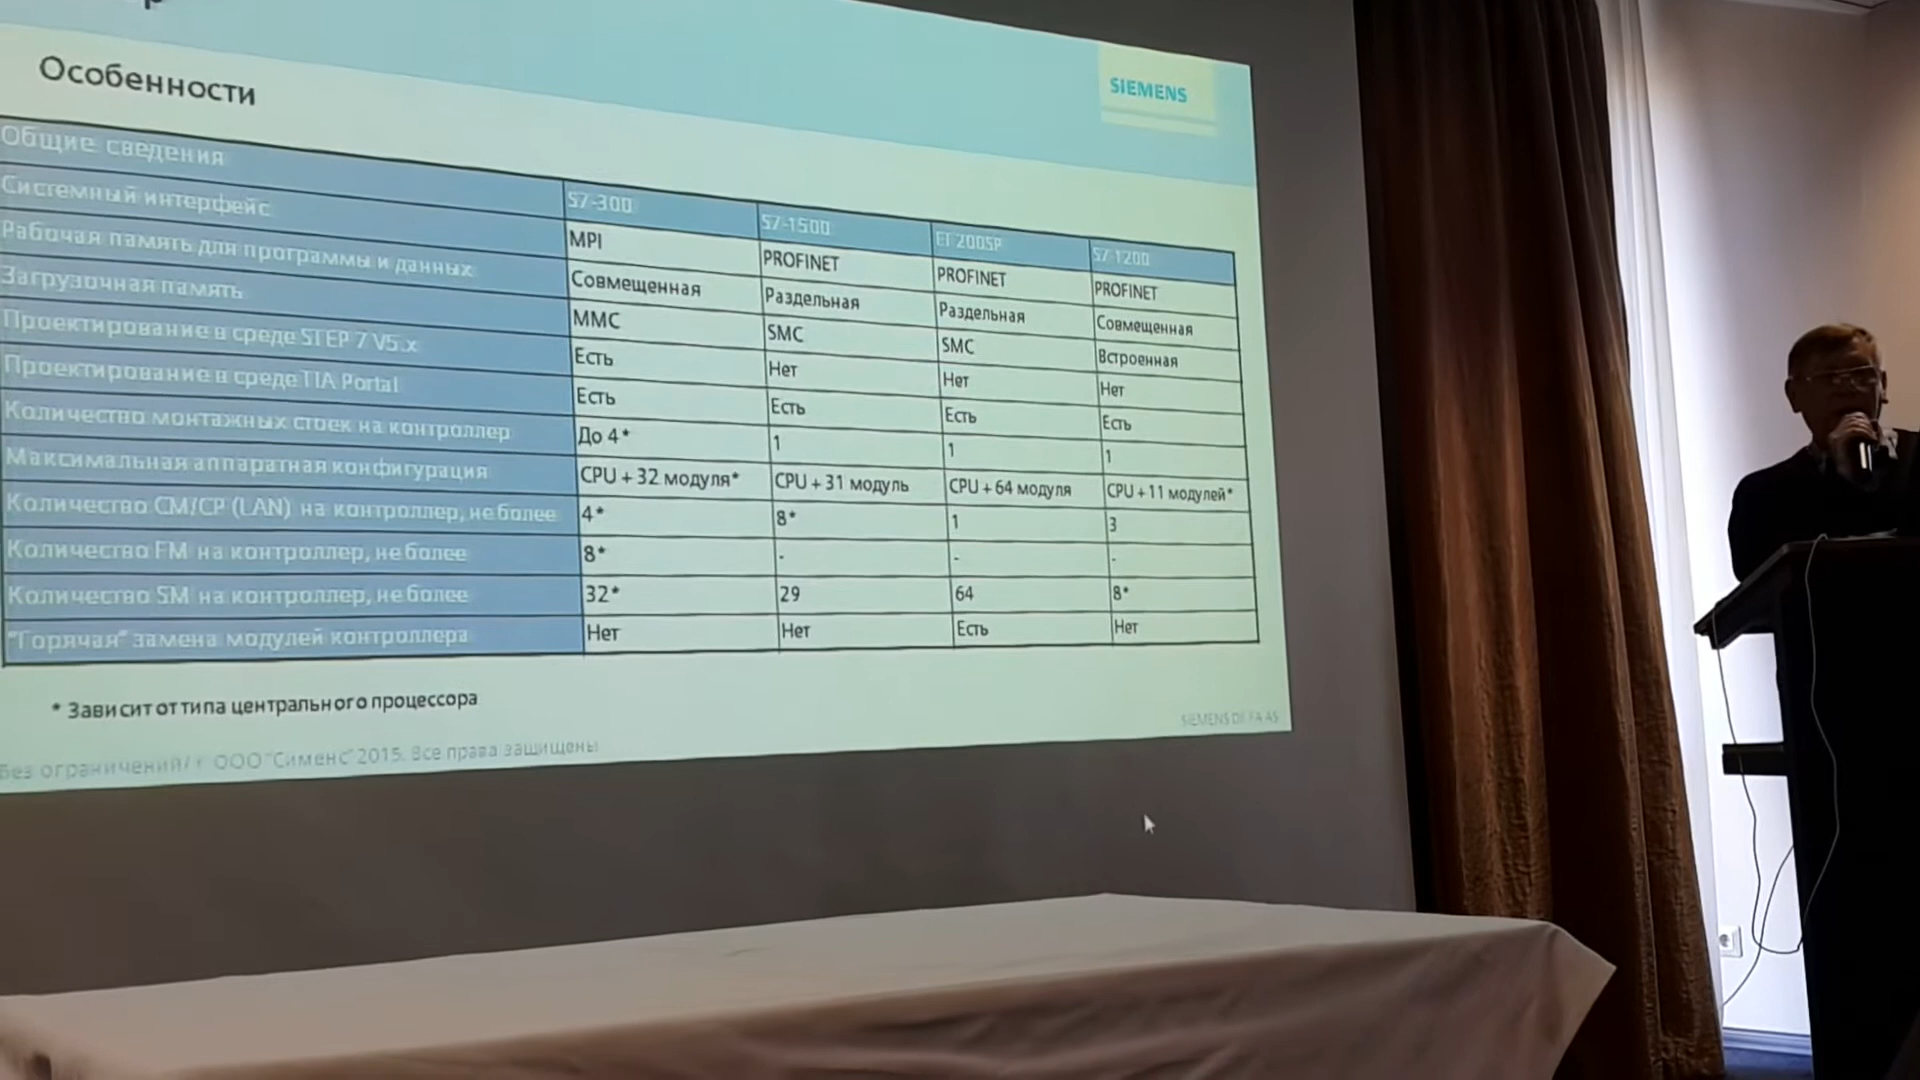 Особенности
SIEMENS
Общие сведения S7-300 S7-1500 ET 200SP S7-1200
Системный интерфейс MPI PROFINET PROFINET PROFINET
Рабочая память для программы и данных Совмещенная Раздельная Раздельная Совмещенная
Загрузочная память MMC SMC SMC Встроенная
Проектирование в среде STEP 7 V5.x Есть Нет Нет Нет
Проектирование в среде TIA Portal Есть Есть Есть Есть
Количество монтажных стоек на контроллер До 4* 1 1 1
Максимальная аппаратная конфигурация CPU + 32 модуля* CPU + 31 модуль CPU + 64 модуля CPU + 11 модулей*
Количество CM/CP (LAN) на контроллер, не более 4* 8* 1 3
Количество FM на контроллер, не более 8* - - -
Количество SM на контроллер, не более 32* 29 64 8*
"Горячая" замена модулей контроллера Нет Нет Есть Нет
* Зависит от типа центрального процессора
SIEMENS DF FA AS
Без ограничений / © ООО "Сименс" 2015. Все права защищены